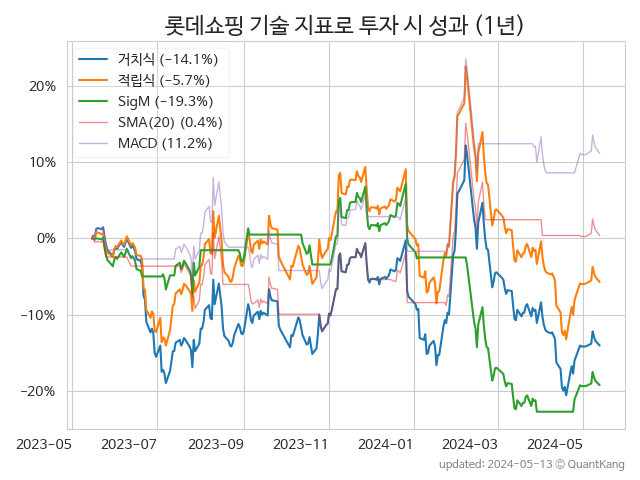 롯데쇼핑 기술 지표로 투자 시 성과 (1년)
거치식 (−14.1%)
적립식 (−5.7%)
SigM (−19.3%)
SMA(20) (0.4%)
MACD (11.2%)
20%
10%
0%
−10%
−20%
2023-05
2023-07
2023-09
2023-11
2024-01
2024-03
2024-05
updated: 2024-05-13 © QuantKang